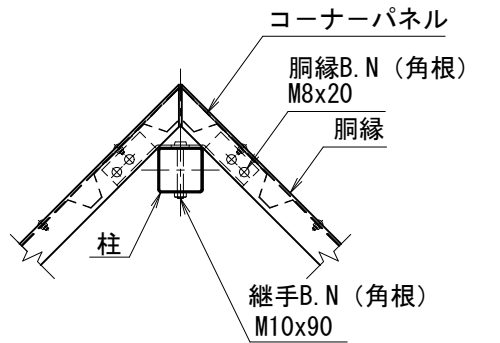 コーナーパネル
胴縁B.N（角根）
M8x20
胴縁
柱
継手B.N（角根）
M10x90